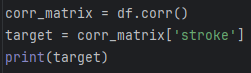 corr_matrix = df.corr()
target = corr_matrix['stroke']
print(target)